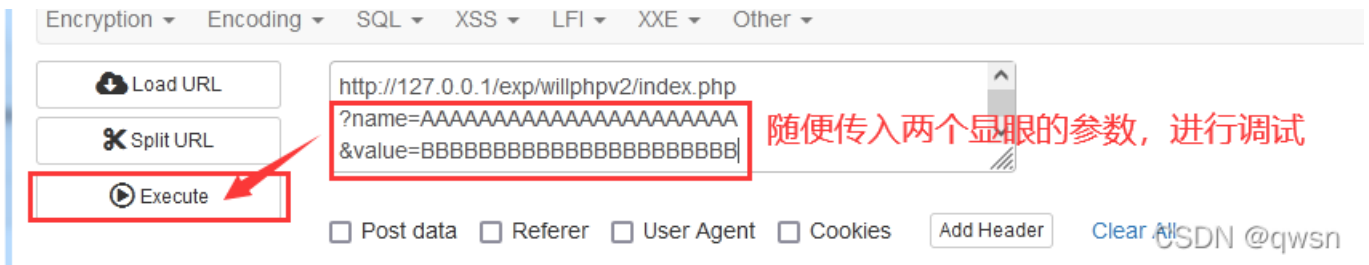 Encryption Encoding SQL XSS LFI XXE Other
Load URL
http://127.0.0.1/exp/willphpv2/index.php
?name=AAAAAAAAAAAAAAAAAAAAAA
随便传入两个显眼的参数，进行调试
Split URL
&value=BBBBBBBBBBBBBBBBBBBBBBB
Execute
Post data Referer User Agent Cookies Add Header Clear All
CSDN @qwsn